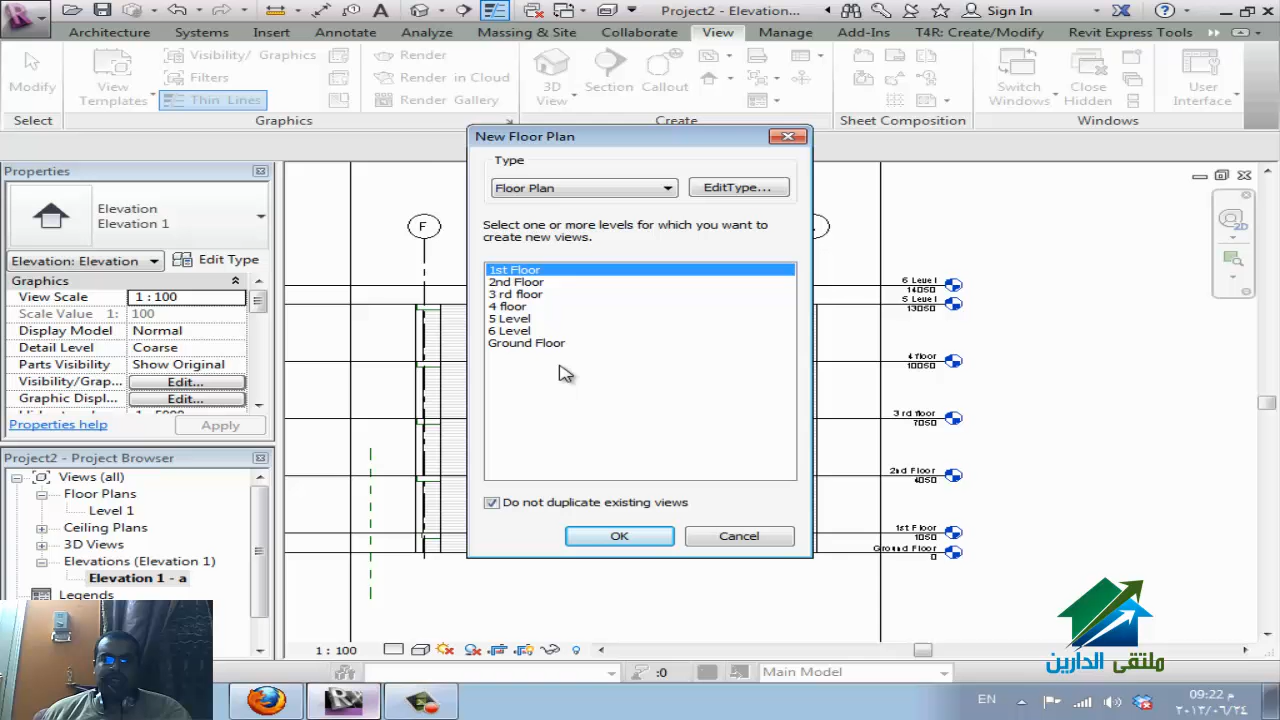 Project2 - Elevation...
Sign In
Architecture
Systems
Insert
Annotate
Analyze
Massing & Site
Collaborate
View
Manage
Add-Ins
T4R: Create/Modify
Revit Express Tools
Modify
View
Templates
Visibility/ Graphics
Filters
Thin Lines
Render
Render in Cloud
Render Gallery
3D
View
Section
Callout
Switch
Windows
Close
Hidden
User
Interface
Select
Graphics
Create
Sheet Composition
Windows
Properties
Elevation
Elevation 1
Elevation: Elevation
Edit Type
Graphics
View Scale
1 : 100
Scale Value 1:
100
Display Model
Normal
Detail Level
Coarse
Parts Visibility
Show Original
Visibility/Grap...
Edit...
Graphic Displ...
Edit...
Properties help
Apply
Project2 - Project Browser
Views (all)
Floor Plans
Level 1
Ceiling Plans
3D Views
Elevations (Elevation 1)
Elevation 1 - a
Legends
New Floor Plan
Type
Floor Plan
EditType...
Select one or more levels for which you want to
create new views.
1st Floor
2nd Floor
3 rd floor
4 floor
5 Level
6 Level
Ground Floor
Do not duplicate existing views
OK
Cancel
F
2D
6 Level
14050
5 Level
13050
4 floor
10050
3 rd floor
7050
2nd Floor
4050
1st Floor
1050
Ground Floor
0
1 : 100
:0
Main Model
ملتقى الدارين
EN
09:22 م
٢٠١٣/٠٦/٢٤